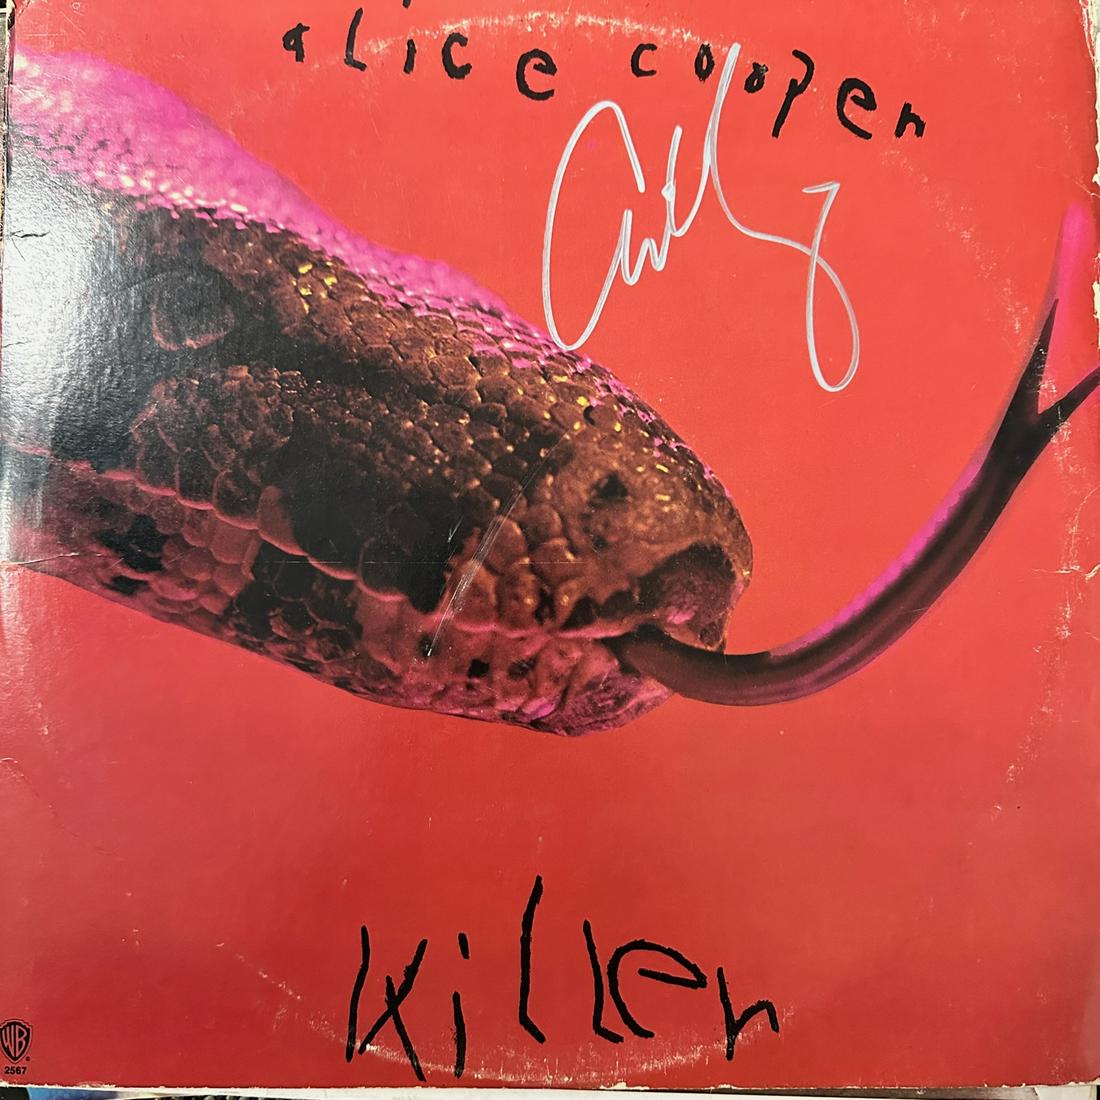 alice cooper
killer
WB
2567